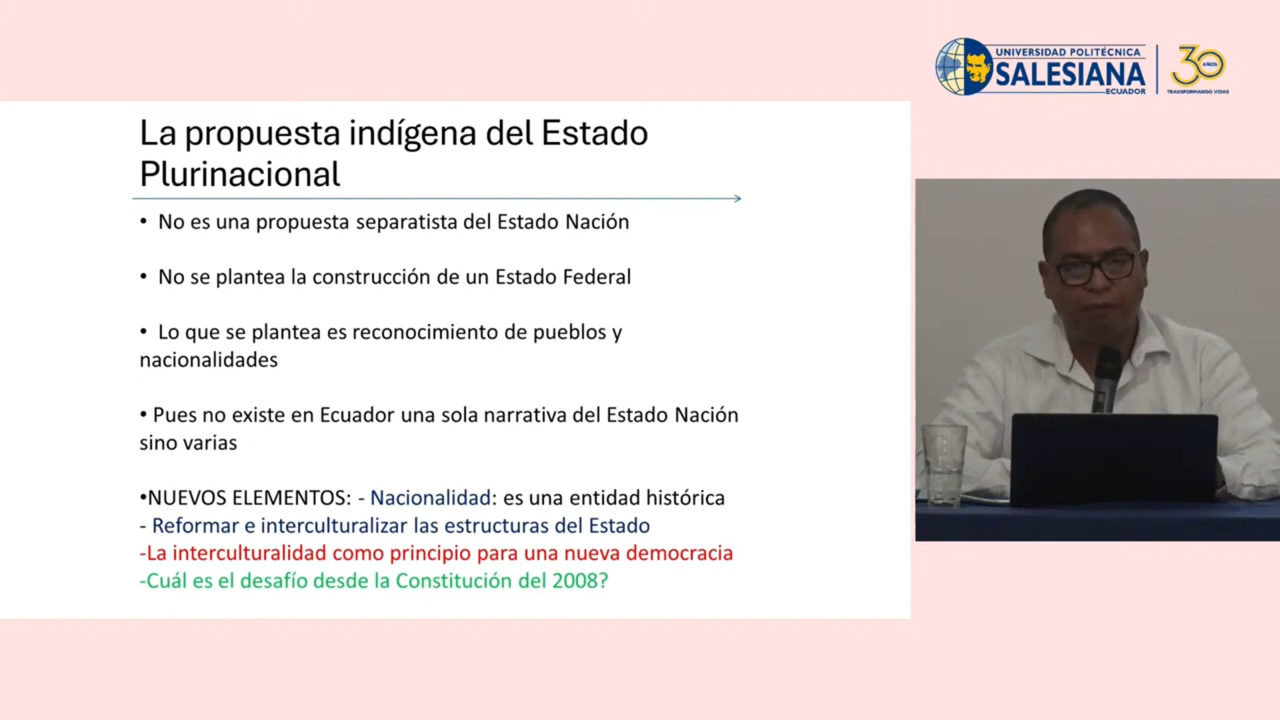 UNIVERSIDAD POLITÉCNICA
SALESIANA
ECUADOR
30
AÑOS
TRANSFORMANDO VIDAS
La propuesta indígena del Estado
Plurinacional
• No es una propuesta separatista del Estado Nación
• No se plantea la construcción de un Estado Federal
• Lo que se plantea es reconocimiento de pueblos y
nacionalidades
• Pues no existe en Ecuador una sola narrativa del Estado Nación
sino varias
•NUEVOS ELEMENTOS: - Nacionalidad: es una entidad histórica
- Reformar e interculturalizar las estructuras del Estado
-La interculturalidad como principio para una nueva democracia
-Cuál es el desafío desde la Constitución del 2008?